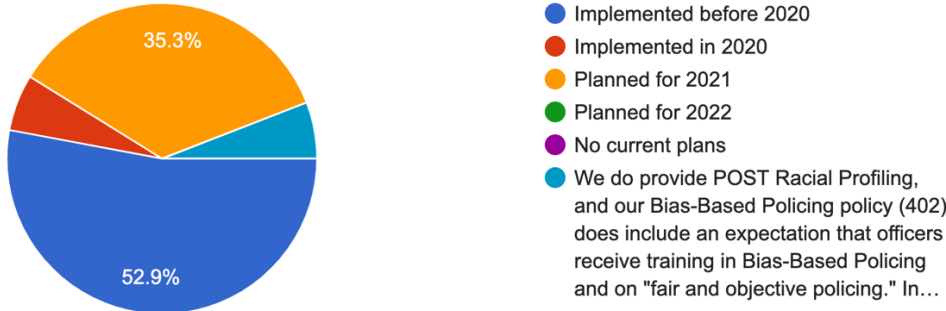 35.3%
52.9%
Implemented before 2020
Implemented in 2020
Planned for 2021
Planned for 2022
No current plans
We do provide POST Racial Profiling,
and our Bias-Based Policing policy (402)
does include an expectation that officers
receive training in Bias-Based Policing
and on "fair and objective policing." In…